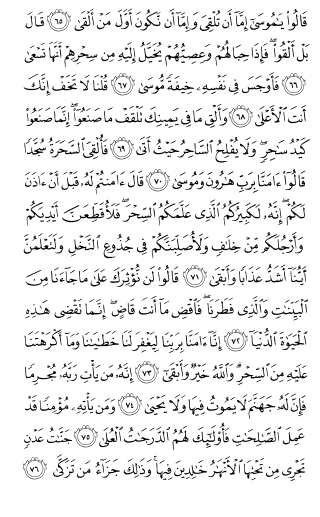 قَالُوا۟ يَـٰمُوسَىٰٓ إِمَّآ أَن تُلْقِىَ وَإِمَّآ أَن نَّكُونَ أَوَّلَ مَنْ أَلْقَىٰ ٦٥ قَالَ
بَلْ أَلْقُوا۟ ۖ فَإِذَا حِبَالُهُمْ وَعِصِيُّهُمْ يُخَيَّلُ إِلَيْهِ مِن سِحْرِهِمْ أَنَّهَا تَسْعَىٰ
٦٦ فَأَوْجَسَ فِى نَفْسِهِۦ خِيفَةً مُّوسَىٰ ٦٧ قُلْنَا لَا تَخَفْ إِنَّكَ
أَنتَ ٱلْأَعْلَىٰ ٦٨ وَأَلْقِ مَا فِى يَمِينِكَ تَلْقَفْ مَا صَنَعُوٓا۟ ۖ إِنَّمَا صَنَعُوا۟
كَيْدُ سَـٰحِرٍ ۖ وَلَا يُفْلِحُ ٱلسَّاحِرُ حَيْثُ أَتَىٰ ٦٩ فَأُلْقِىَ ٱلسَّحَرَةُ سُجَّدًا
قَالُوٓا۟ ءَامَنَّا بِرَبِّ هَـٰرُونَ وَمُوسَىٰ ٧٠ قَالَ ءَامَنتُمْ لَهُۥ قَبْلَ أَنْ ءَاذَنَ
لَكُمْ ۖ إِنَّهُۥ لَكَبِيرُكُمُ ٱلَّذِى عَلَّمَكُمُ ٱلسِّحْرَ ۖ فَلَأُقَطِّعَنَّ أَيْدِيَكُمْ
وَأَرْجُلَكُم مِّنْ خِلَـٰفٍ وَلَأُصَلِّبَنَّكُمْ فِى جُذُوعِ ٱلنَّخْلِ وَلَتَعْلَمُنَّ
أَيُّنَآ أَشَدُّ عَذَابًا وَأَبْقَىٰ ٧١ قَالُوا۟ لَن نُّؤْثِرَكَ عَلَىٰ مَا جَآءَنَا مِنَ
ٱلْبَيِّنَـٰتِ وَٱلَّذِى فَطَرَنَا ۖ فَٱقْضِ مَآ أَنتَ قَاضٍ ۖ إِنَّمَا تَقْضِى هَـٰذِهِ
ٱلْحَيَوٰةَ ٱلدُّنْيَآ ٧٢ إِنَّآ ءَامَنَّا بِرَبِّنَا لِيَغْفِرَ لَنَا خَطَـٰيَـٰنَا وَمَآ أَكْرَهْتَنَا
عَلَيْهِ مِنَ ٱلسِّحْرِ ۗ وَٱللَّهُ خَيْرٌ وَأَبْقَىٰٓ ٧٣ إِنَّهُۥ مَن يَأْتِ رَبَّهُۥ مُجْرِمًا
فَإِنَّ لَهُۥ جَهَنَّمَ لَا يَمُوتُ فِيهَا وَلَا يَحْيَىٰ ٧٤ وَمَن يَأْتِهِۦ مُؤْمِنًا قَدْ
عَمِلَ ٱلصَّـٰلِحَـٰتِ فَأُو۟لَـٰٓئِكَ لَهُمُ ٱلدَّرَجَـٰتُ ٱلْعُلَىٰ ٧٥ جَنَّـٰتُ عَدْنٍ
تَجْرِى مِن تَحْتِهَا ٱلْأَنْهَـٰرُ خَـٰلِدِينَ فِيهَا ۚ وَذَٰلِكَ جَزَآءُ مَن تَزَكَّىٰ ٧٦